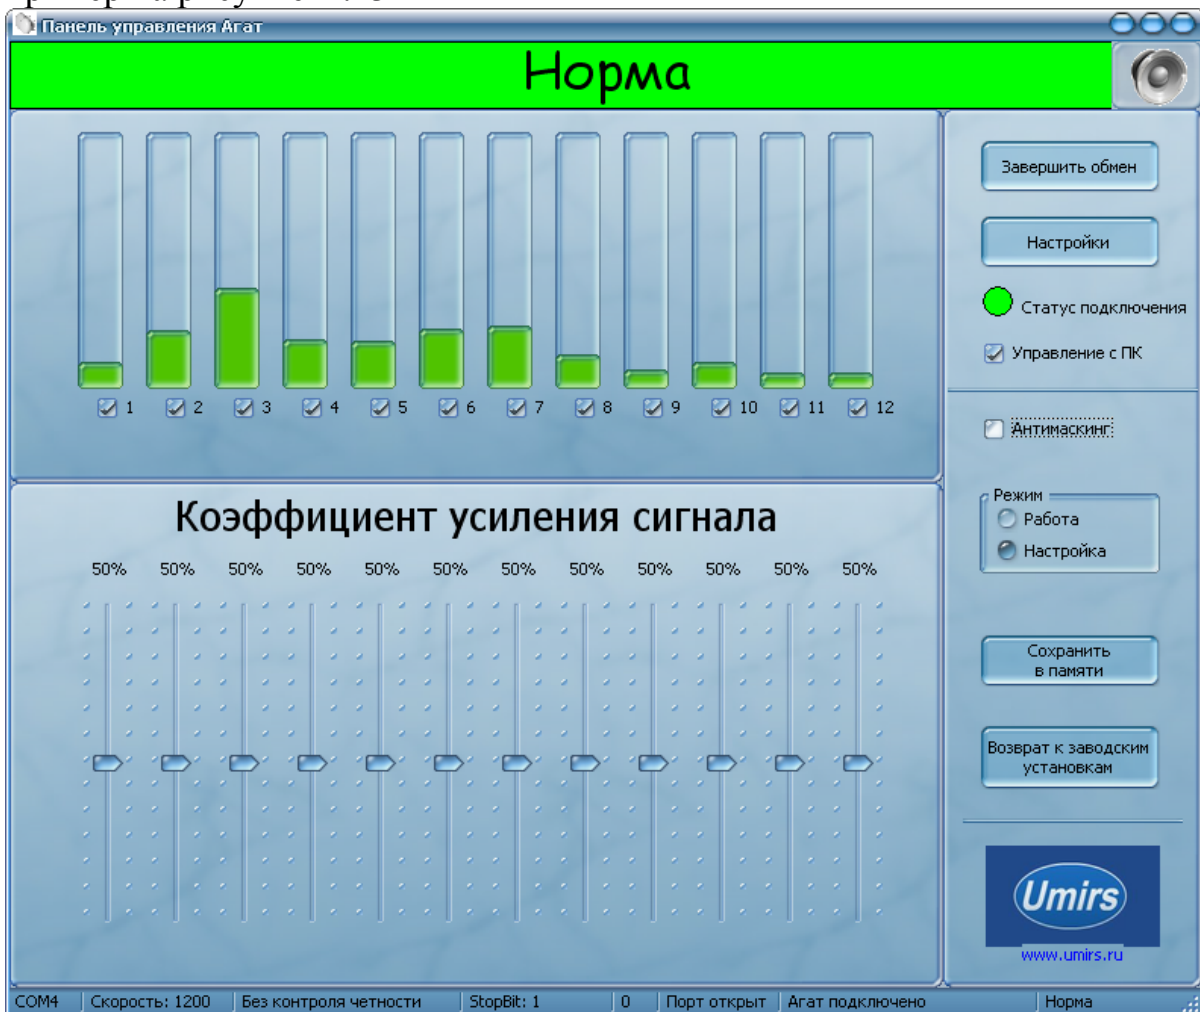 Панель управления Агат
Норма
Завершить обмен
Настройки
Статус подключения
Управление с ПК
1 2 3 4 5 6 7 8 9 10 11 12
Антимаскинг
Режим
Работа
Настройка
Коэффициент усиления сигнала
50% 50% 50% 50% 50% 50% 50% 50% 50% 50% 50% 50%
Сохранить
в памяти
Возврат к заводским
установкам
Umirs
www.umirs.ru
COM4 Скорость: 1200 Без контроля четности StopBit: 1 0 Порт открыт Агат подключено Норма